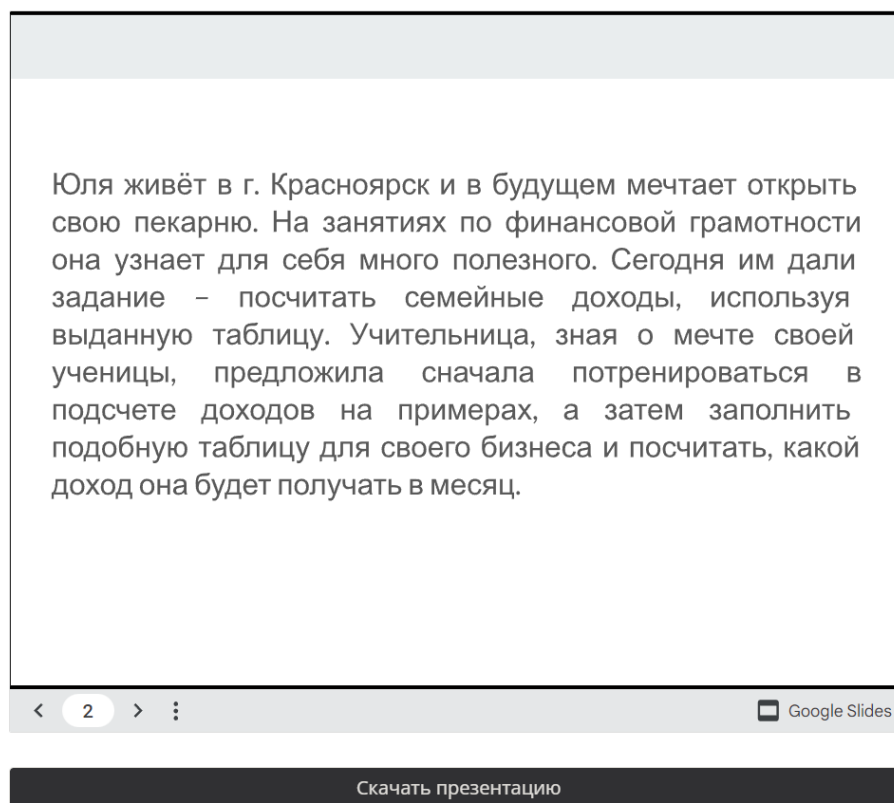 Юля живёт в г. Красноярск и в будущем мечтает открыть
свою пекарню. На занятиях по финансовой грамотности
она узнает для себя много полезного. Сегодня им дали
задание – посчитать семейные доходы, используя
выданную таблицу. Учительница, зная о мечте своей
ученицы, предложила сначала потренироваться в
подсчете доходов на примерах, а затем заполнить
подобную таблицу для своего бизнеса и посчитать, какой
доход она будет получать в месяц.
2
Google Slides
Скачать презентацию